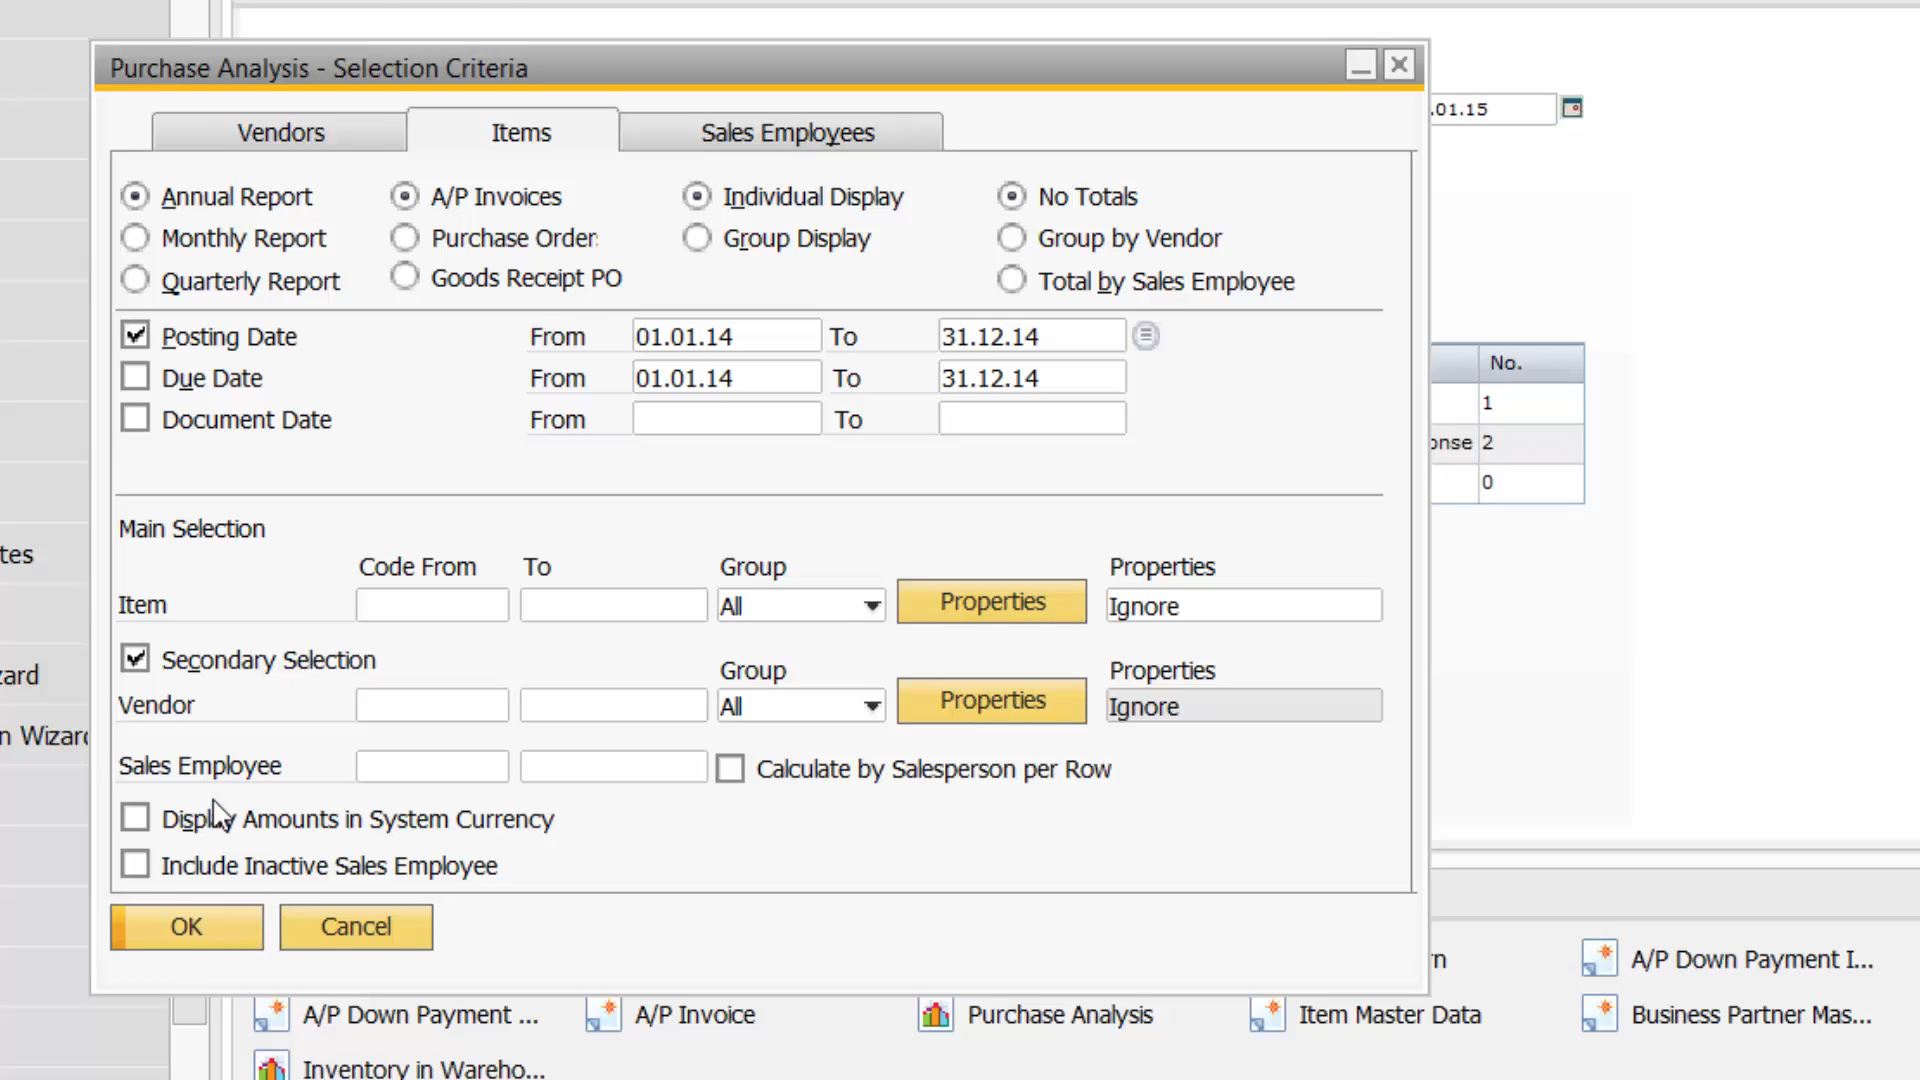 Purchase Analysis - Selection Criteria
Vendors Items Sales Employees
.01.15
Annual Report A/P Invoices Individual Display No Totals
Monthly Report Purchase Order Group Display Group by Vendor
Quarterly Report Goods Receipt PO Total by Sales Employee
Posting Date From 01.01.14 To 31.12.14
Due Date From 01.01.14 To 31.12.14
Document Date From To
No.
1
onse 2
0
Main Selection
Code From To Group Properties
Item All Properties Ignore
Secondary Selection Group Properties
Vendor All Properties Ignore
Sales Employee Calculate by Salesperson per Row
Display Amounts in System Currency
Include Inactive Sales Employee
OK Cancel
tes
zard
n Wizard
rn A/P Down Payment I...
A/P Down Payment ... A/P Invoice Purchase Analysis Item Master Data Business Partner Mas...
Inventory in Wareho...